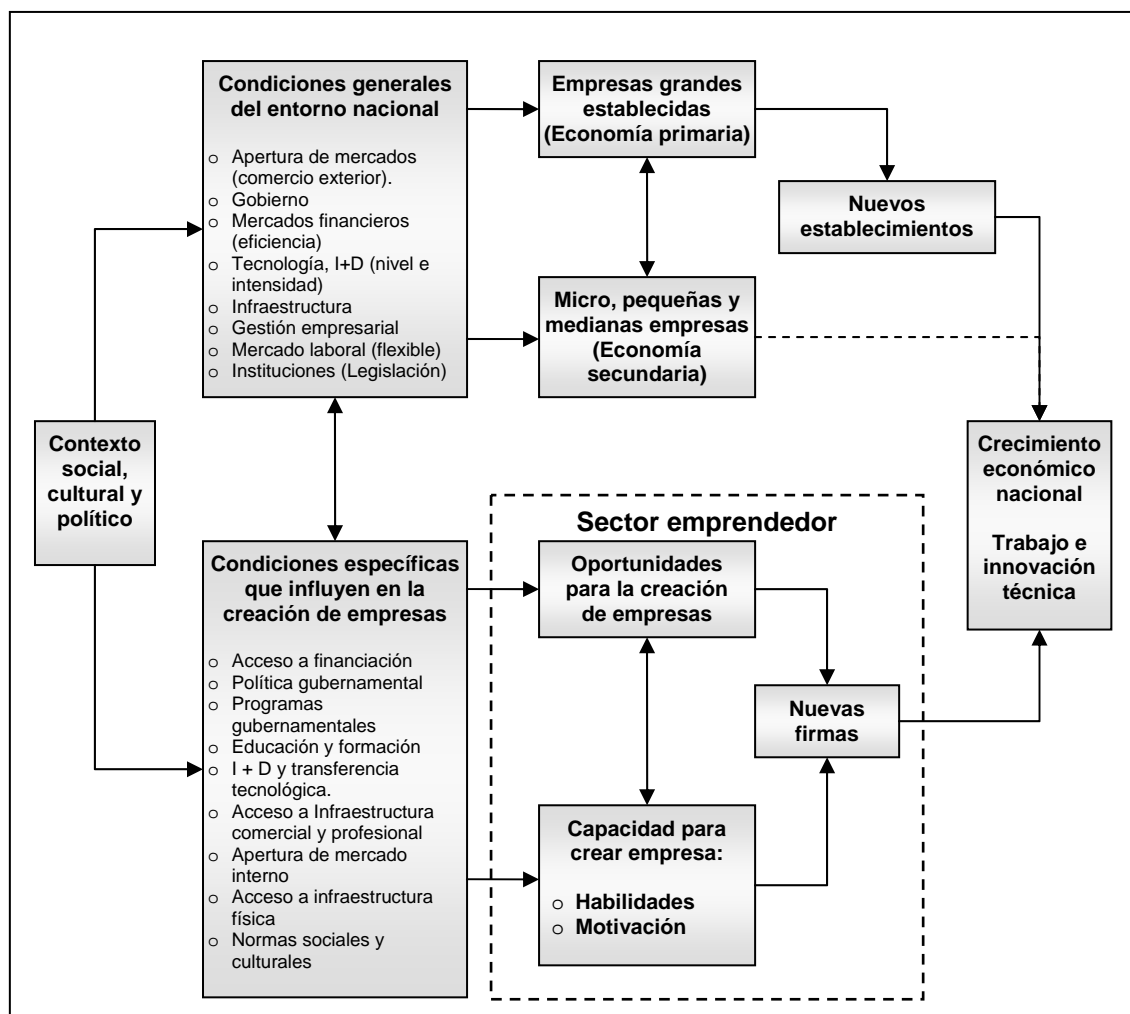 Condiciones generales
del entorno nacional
o Apertura de mercados
(comercio exterior).
o Gobierno
o Mercados financieros
(eficiencia)
o Tecnología, I+D (nivel e
intensidad)
o Infraestructura
o Gestión empresarial
o Mercado laboral (flexible)
o Instituciones (Legislación)
Empresas grandes
establecidas
(Economía primaria)
Nuevos
establecimientos
Micro, pequeñas y
medianas empresas
(Economía
secundaria)
Contexto
social,
cultural y
político
Crecimiento
económico
nacional
Trabajo e
innovación
técnica
Condiciones específicas
que influyen en la
creación de empresas
o Acceso a financiación
o Política gubernamental
o Programas
gubernamentales
o Educación y formación
o I + D y transferencia
tecnológica.
o Acceso a Infraestructura
comercial y profesional
o Apertura de mercado
interno
o Acceso a infraestructura
física
o Normas sociales y
culturales
Sector emprendedor
Oportunidades
para la creación
de empresas
Nuevas
firmas
Capacidad para
crear empresa:
o Habilidades
o Motivación